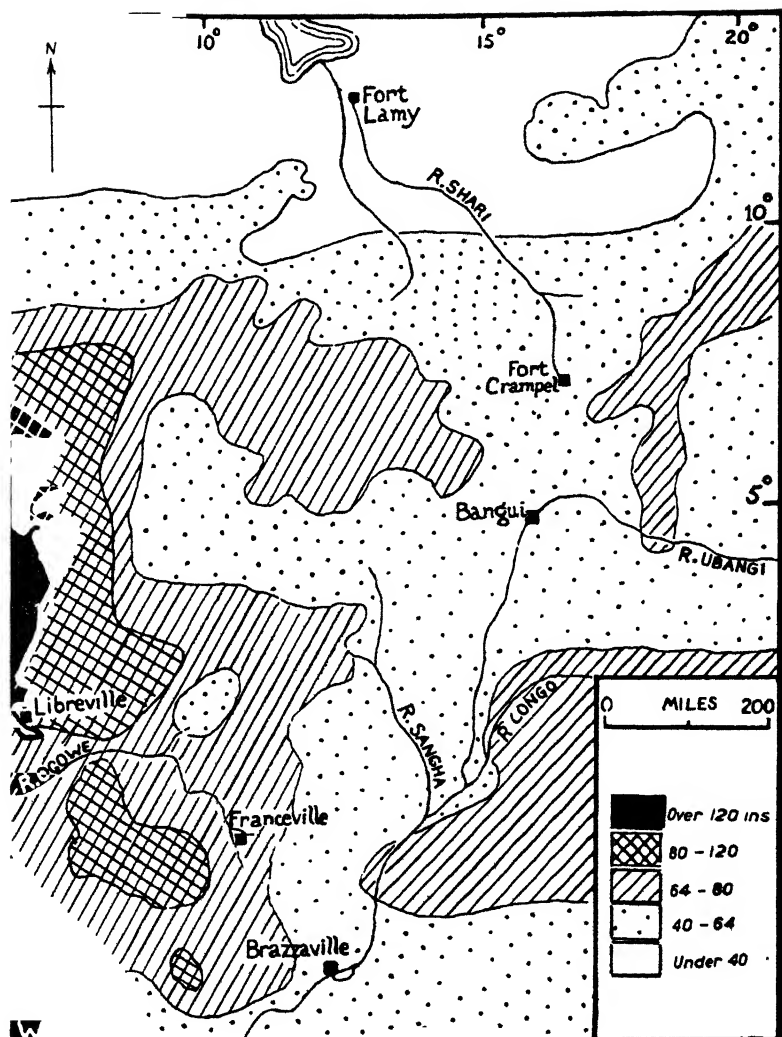 10° 15° 20°
N
Fort
Lamy
R. SHARI
10°
Fort
Crampel
5°
Bangui
R. UBANGI
Libreville
R. OGOWE
R. SANGHA
R LONGO
Franceville
Brazzaville
0 MILES 200
Over 120 ins
80 - 120
64 - 80
40 - 64
Under 40
W